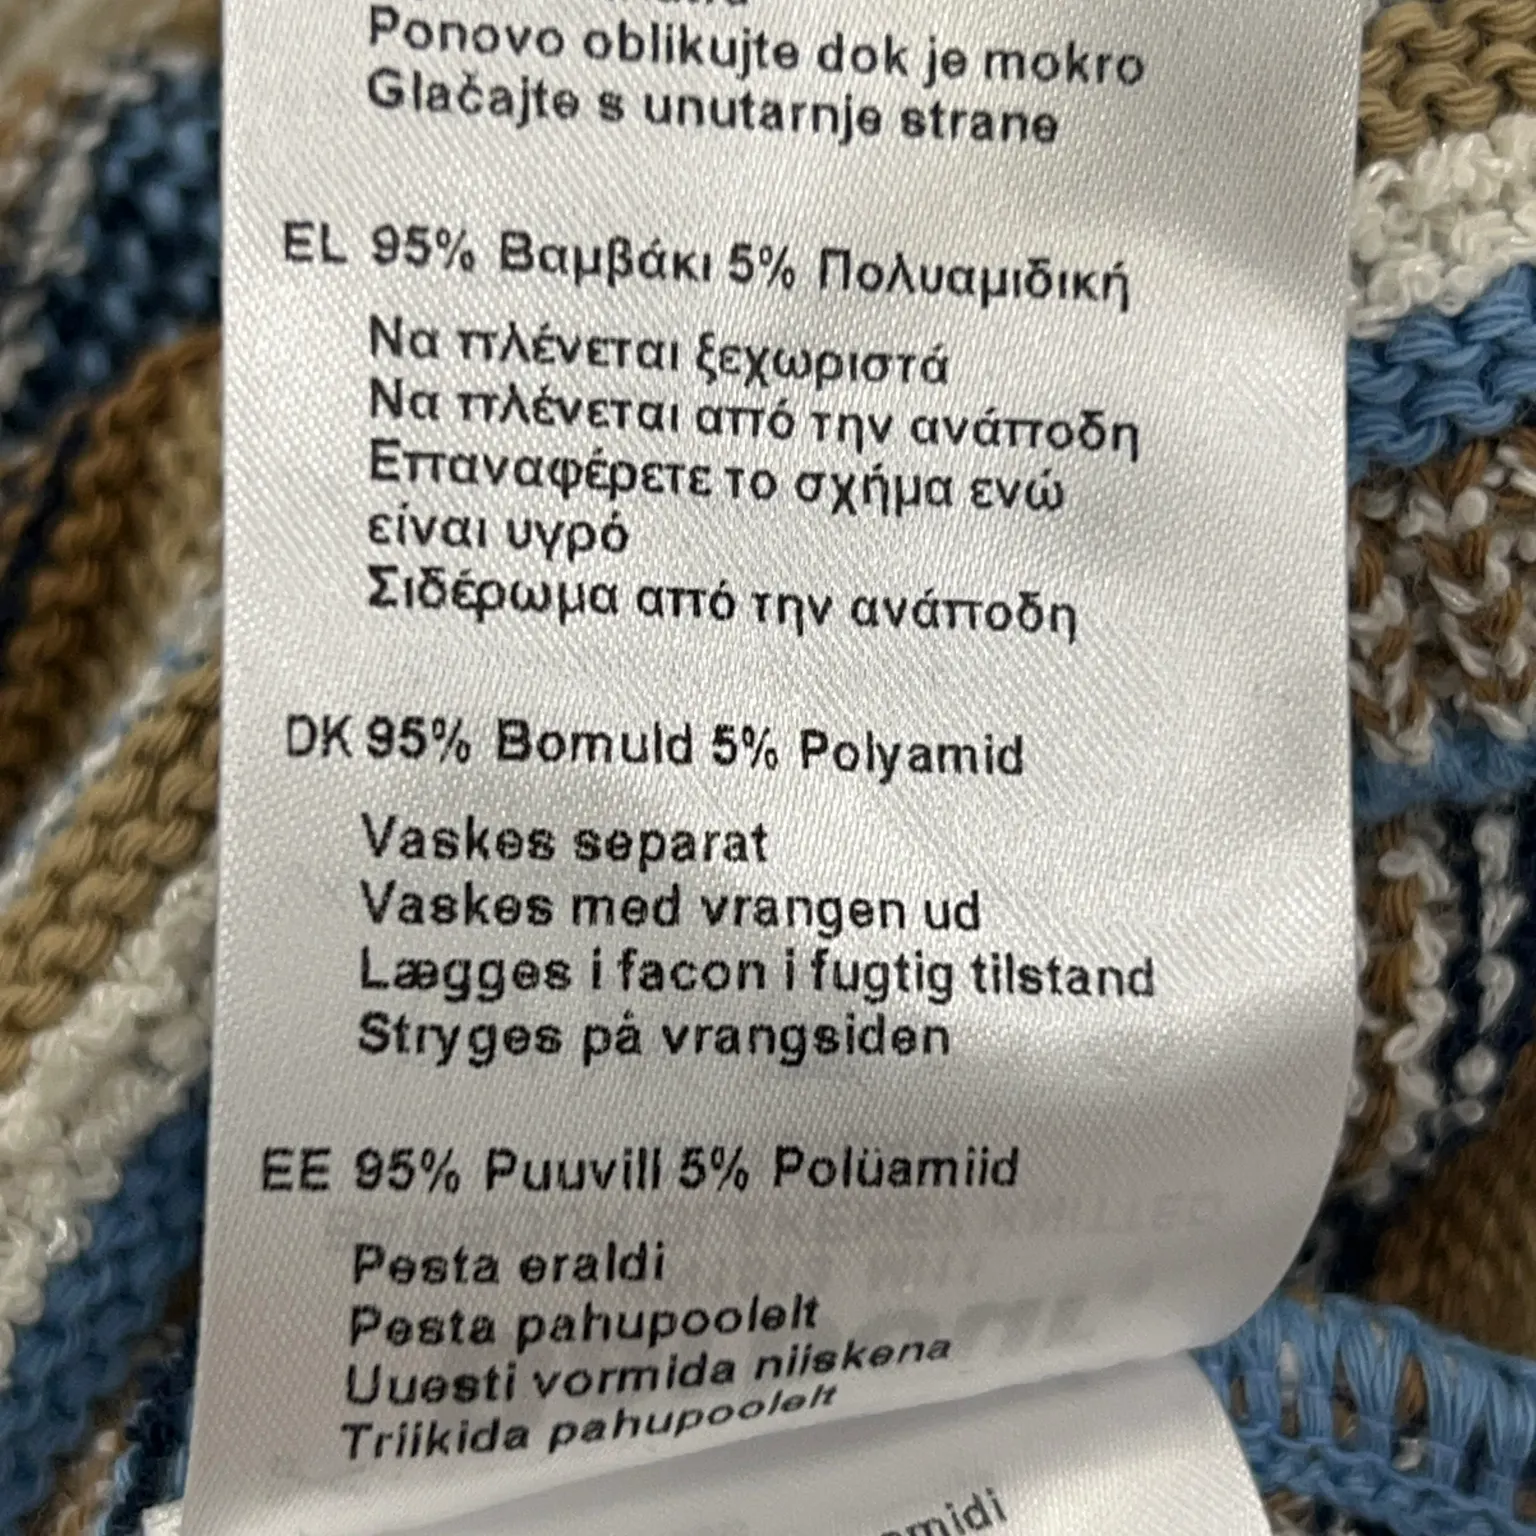 Ponovo oblikujte dok je mokro
Glačajte s unutarnje strane
EL 95% Βαμβάκι 5% Πολυαμιδική
Να πλένεται ξεχωριστά
Να πλένεται από την ανάποδη
Επαναφέρετε το σχήμα ενώ
είναι υγρό
Σιδέρωμα από την ανάποδη
DK 95% Bomuld 5% Polyamid
Vaskes separat
Vaskes med vrangen ud
Lægges i facon i fugtig tilstand
Stryges på vrangsiden
EE 95% Puuvill 5% Polüamiid
Pesta eraldi
Pesta pahupoolelt
Uuesti vormida niiskena
Triikida pahupoolelt